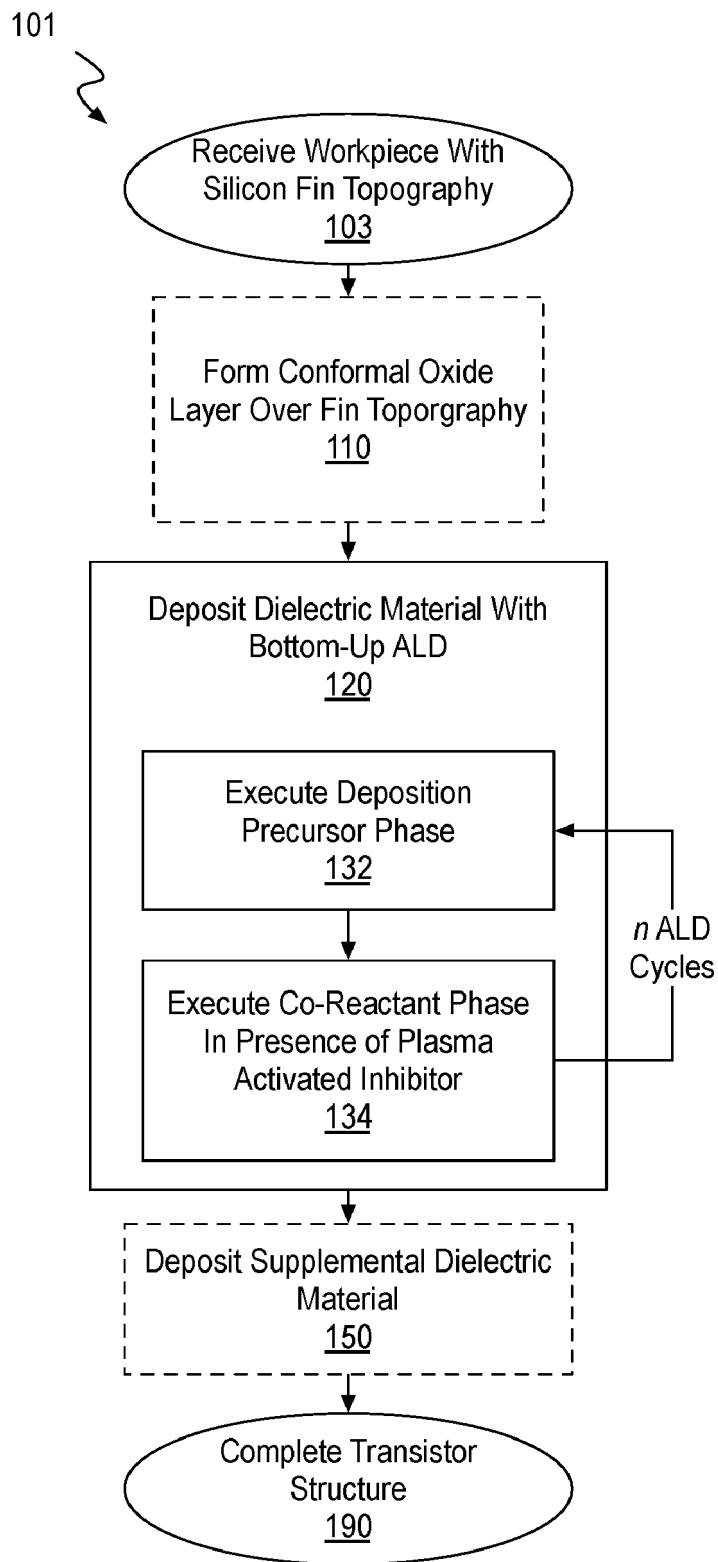 101
Receive Workpiece With
Silicon Fin Topography
103
Form Conformal Oxide
Layer Over Fin Toporgraphy
110
Deposit Dielectric Material With
Bottom-Up ALD
120
Execute Deposition
Precursor Phase
132
n ALD
Cycles
Execute Co-Reactant Phase
In Presence of Plasma
Activated Inhibitor
134
Deposit Supplemental Dielectric
Material
150
Complete Transistor
Structure
190